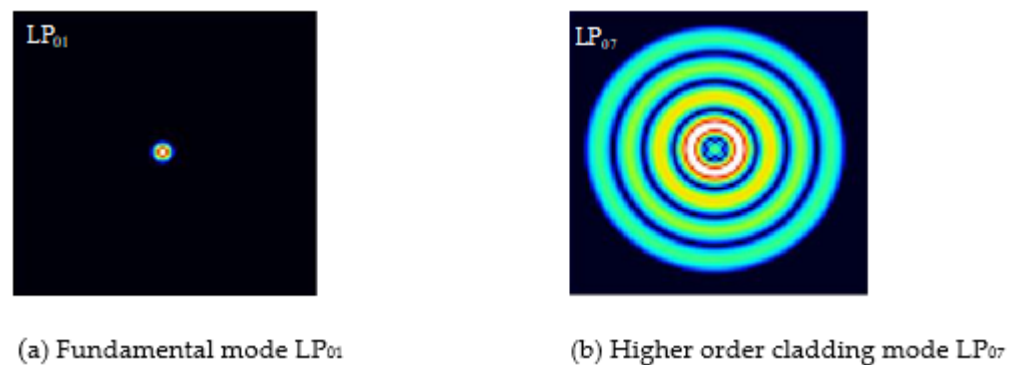 LP₀₁
LP₀₇
(a) Fundamental mode LP₀₁
(b) Higher order cladding mode LP₀₇